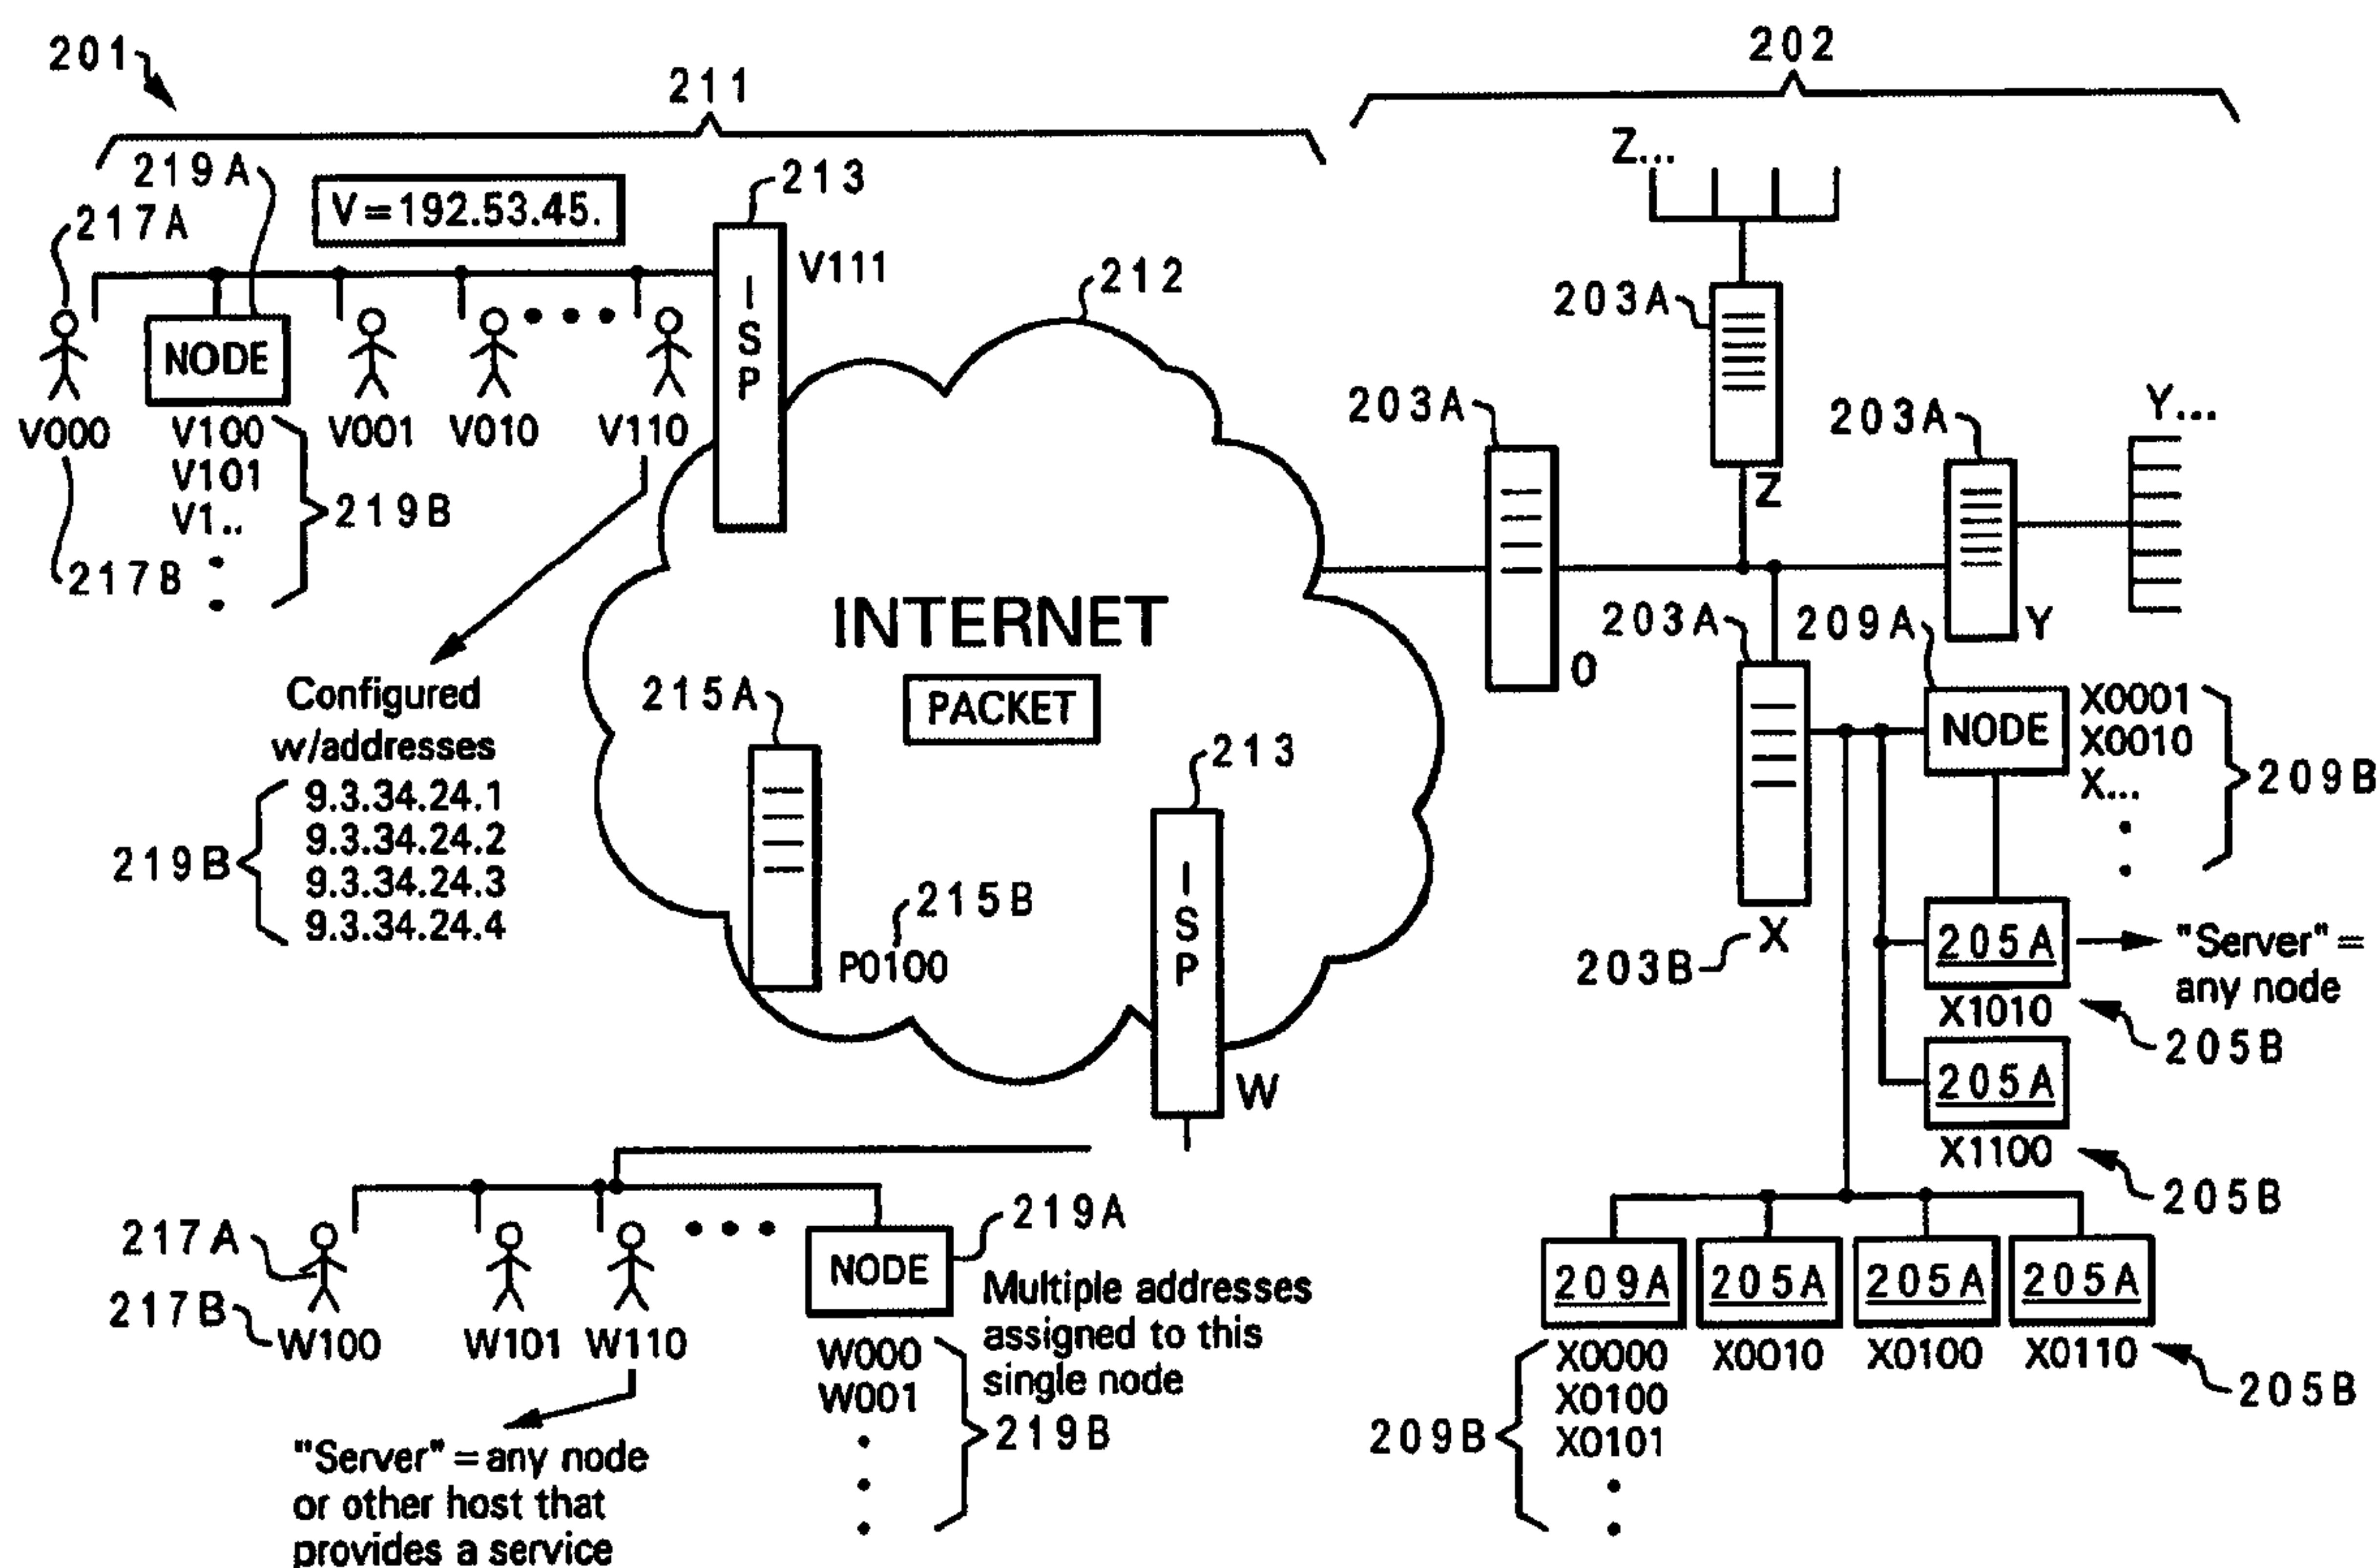 201
211
202
219A
V=192.53.45.
213
Z...
217A
V111
ISP
212
203A
NODE
203A
203A
Y...
V000
V100
V001
V010
V110
V101
V1..
219B
Z
217B
INTERNET
203A
209A
Y
O
Configured
w/addresses
215A
PACKET
NODE
X0001
X0010
X...
209B
213
9.3.34.24.1
9.3.34.24.2
9.3.34.24.3
9.3.34.24.4
219B
215B
P0100
ISP
203B
X
205A
"Server"=
any node
X1010
205B
W
205A
X1100
205B
217A
219A
NODE
209A
205A
205A
205A
Multiple addresses
assigned to this
single node
217B
W100
W101
W110
W000
W001
219B
X0000
X0010
X0100
X0110
205B
X0100
X0101
209B
"Server"=any node
or other host that
provides a service